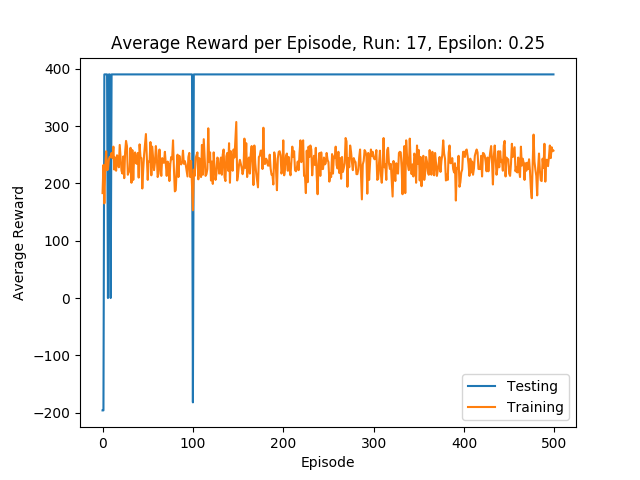 Average Reward per Episode, Run: 17, Epsilon: 0.25
400
300
200
100
0
−100
−200
Average Reward
0
100
200
300
400
500
Episode
Testing
Training